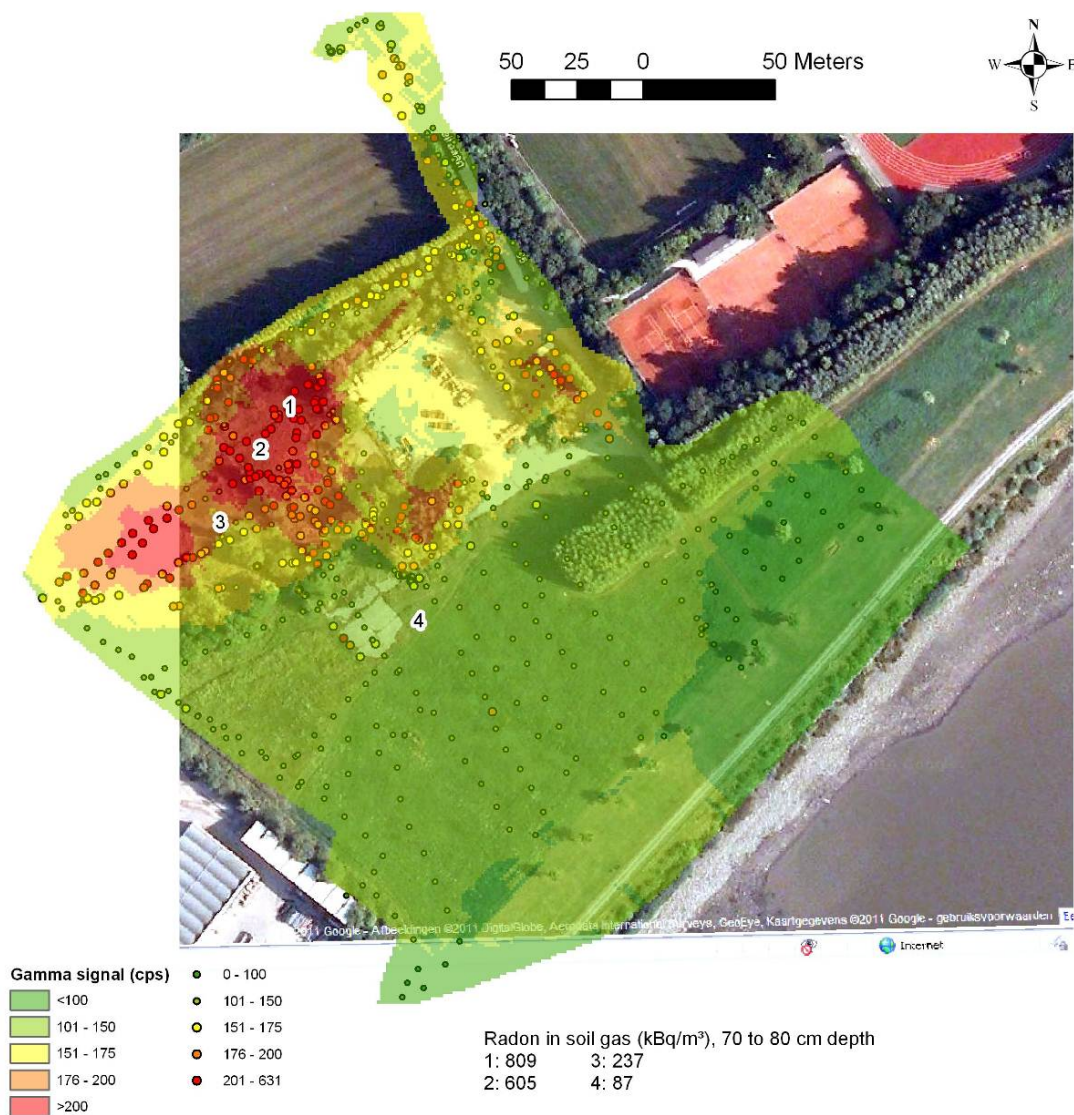 50 25 0 50 Meters
N
W E
S
1
2
3
4
2011 Google - Afbeeldingen ©2011 DigitalGlobe, Aerodata International Surveys, GeoEye, Kaartgegevens ©2011 Google - gebruiksvoorwaarden
Internet
Gamma signal (cps)
<100
101 - 150
151 - 175
176 - 200
>200
0 - 100
101 - 150
151 - 175
176 - 200
201 - 631
Radon in soil gas (kBq/m³), 70 to 80 cm depth
1: 809 3: 237
2: 605 4: 87